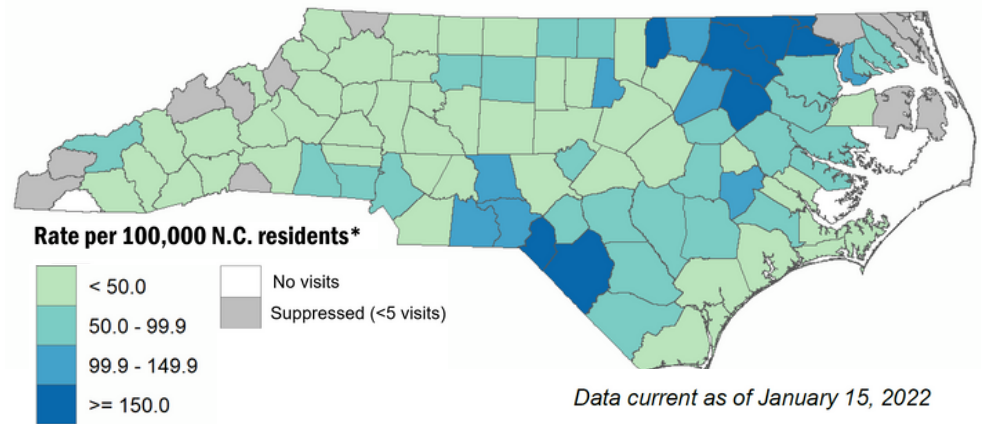 Rate per 100,000 N.C. residents*
< 50.0
50.0 - 99.9
99.9 - 149.9
>= 150.0
No visits
Suppressed (<5 visits)
Data current as of January 15, 2022